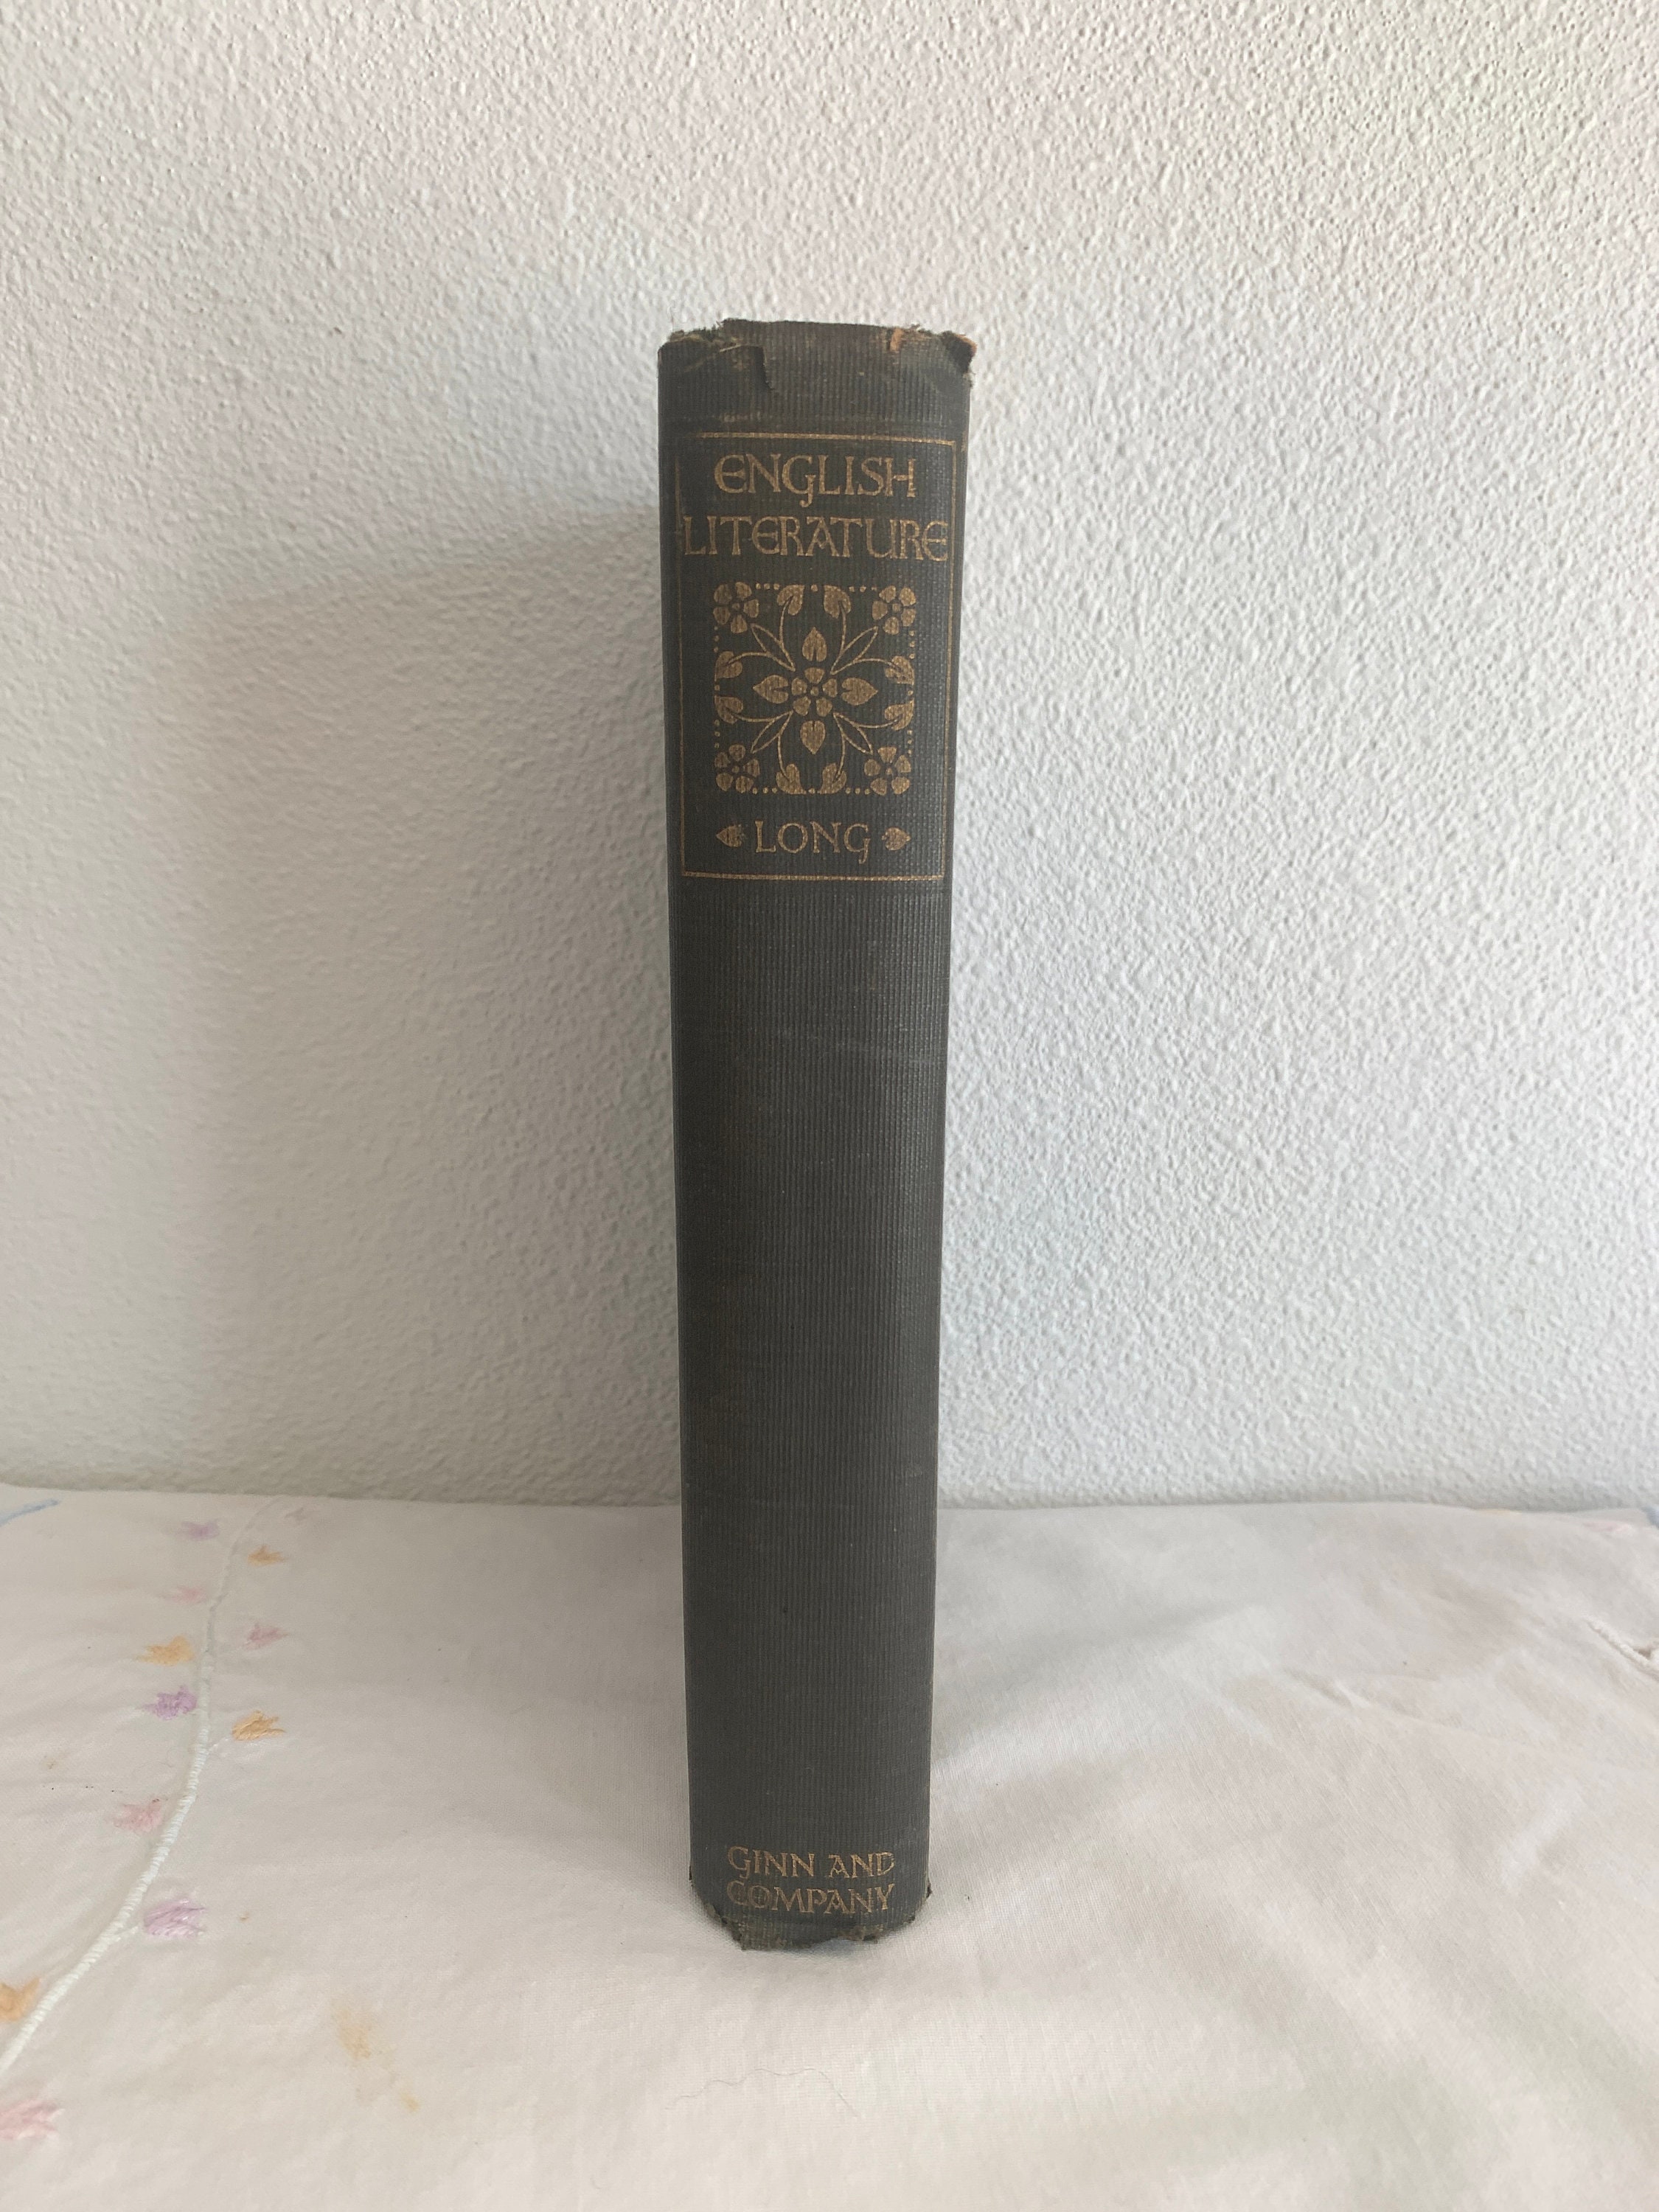 ENGLISH
LITERATURE
LONG
GINN AND
COMPANY